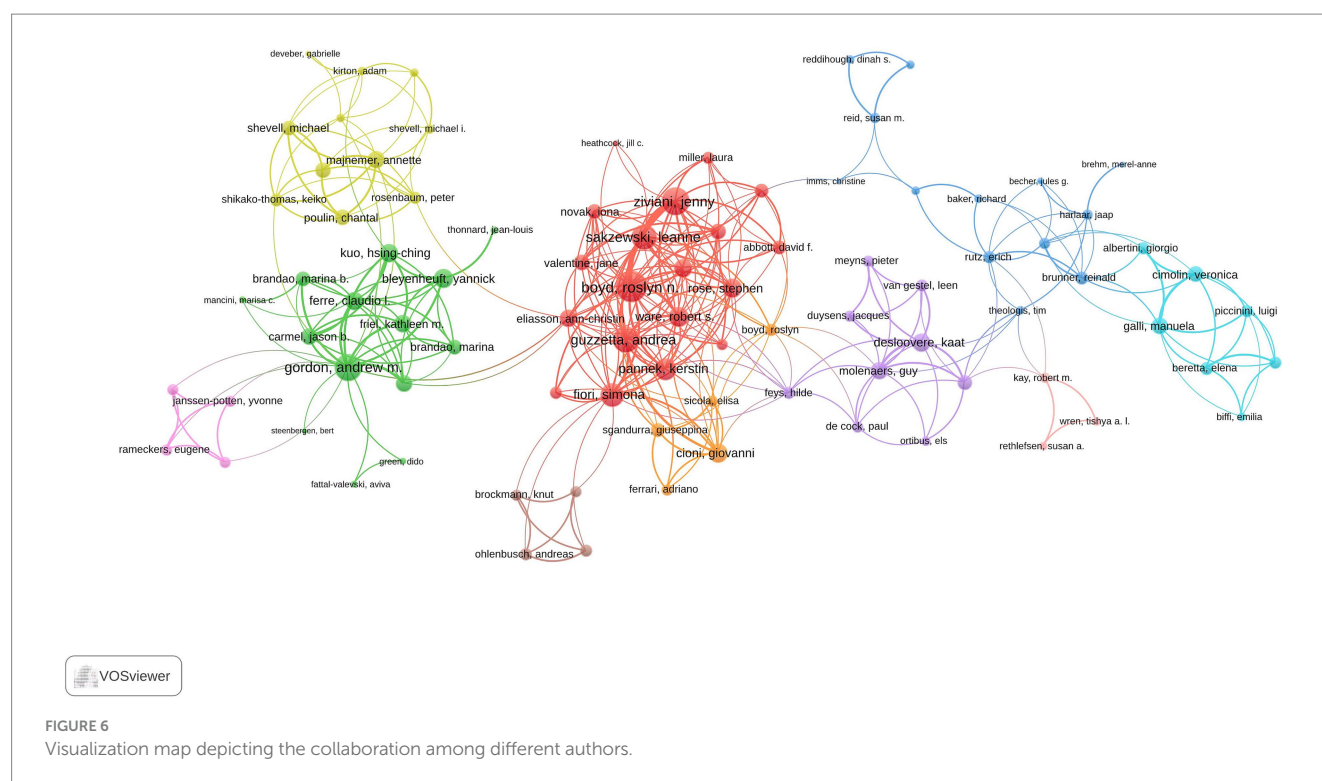 deveber, gabrielle
kirton, adam
shevell, michael
shevell, michael i.
majnemer, annette
shikako-thomas, keiko
rosenbaum, peter
poulin, chantal
thonnard, jean-louis
kuo, hsing-ching
brandao, marina b.
bleyenheuft, yannick
mancini, marisa c.
ferre, claudio l.
friel, kathleen m.
carmel, jason b.
brandao, marina
gordon, andrew m.
janssen-potten, yvonne
steenbergen, bert
rameckers, eugene
green, dido
fattal-valevski, aviva
heathcock, jill c.
miller, laura
ziviani, jenny
novak, iona
sakzewski, leanne
abbott, david f.
valentine, jane
boyd, roslyn n.
rose, stephen
eliasson, ann-christin
ware, robert s.
boyd, roslyn
guzzetta, andrea
pannek, kerstin
fiori, simona
sicola, elisa
feys, hilde
sgandurra, giuseppina
cioni, giovanni
ferrari, adriano
brockmann, knut
ohlenbusch, andreas
reddihough, dinah s.
reid, susan m.
imms, christine
brehm, merel-anne
becher, jules g.
baker, richard
harlaar, jaap
rutz, erich
brunner, reinald
albertini, giorgio
cimolin, veronica
meyns, pieter
van gestel, leen
duysens, jacques
theologis, tim
galli, manuela
piccinini, luigi
desloovere, kaat
molenaers, guy
kay, robert m.
beretta, elena
de cock, paul
ortibus, els
wren, tishya a. l.
rethlefsen, susan a.
biffi, emilia
VOSviewer
FIGURE 6
Visualization map depicting the collaboration among different authors.